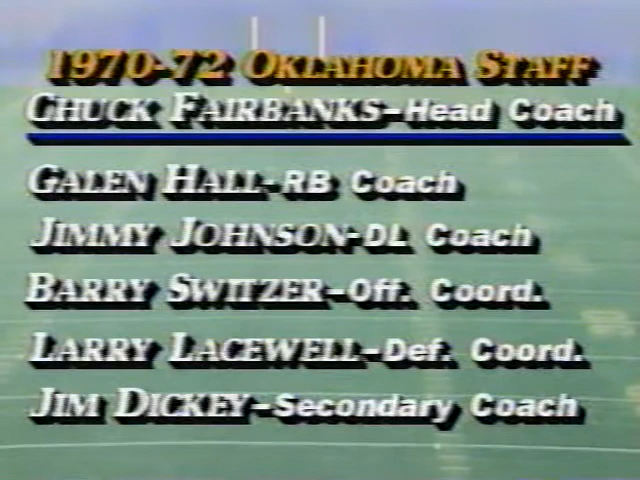 1970-72 OKLAHOMA STAFF
CHUCK FAIRBANKS-Head Coach
GALEN HALL-RB Coach
JIMMY JOHNSON-DL Coach
BARRY SWITZER-Off. Coord.
LARRY LACEWELL-Def. Coord.
JIM DICKEY-Secondary Coach